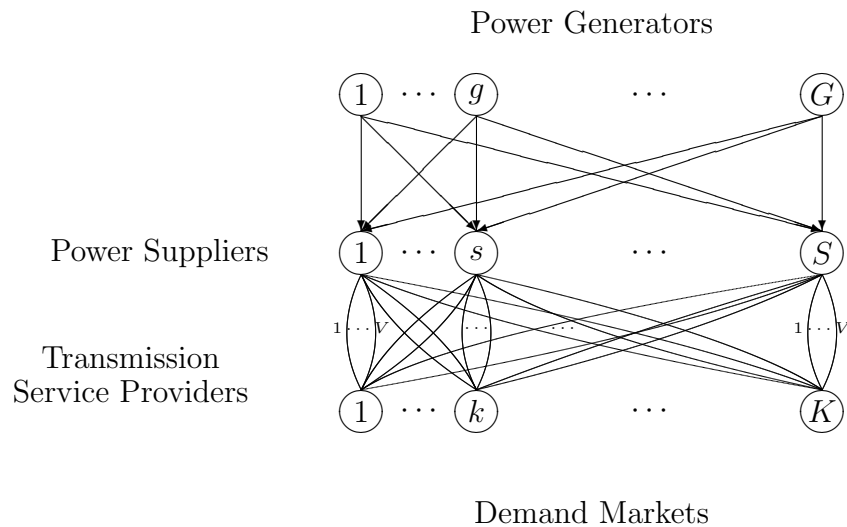 Power Generators
1 ··· g ··· G
Power Suppliers
1 ··· s ··· S
1 ··· V ··· ··· 1 ··· V
Transmission
Service Providers
1 ··· k ··· K
Demand Markets